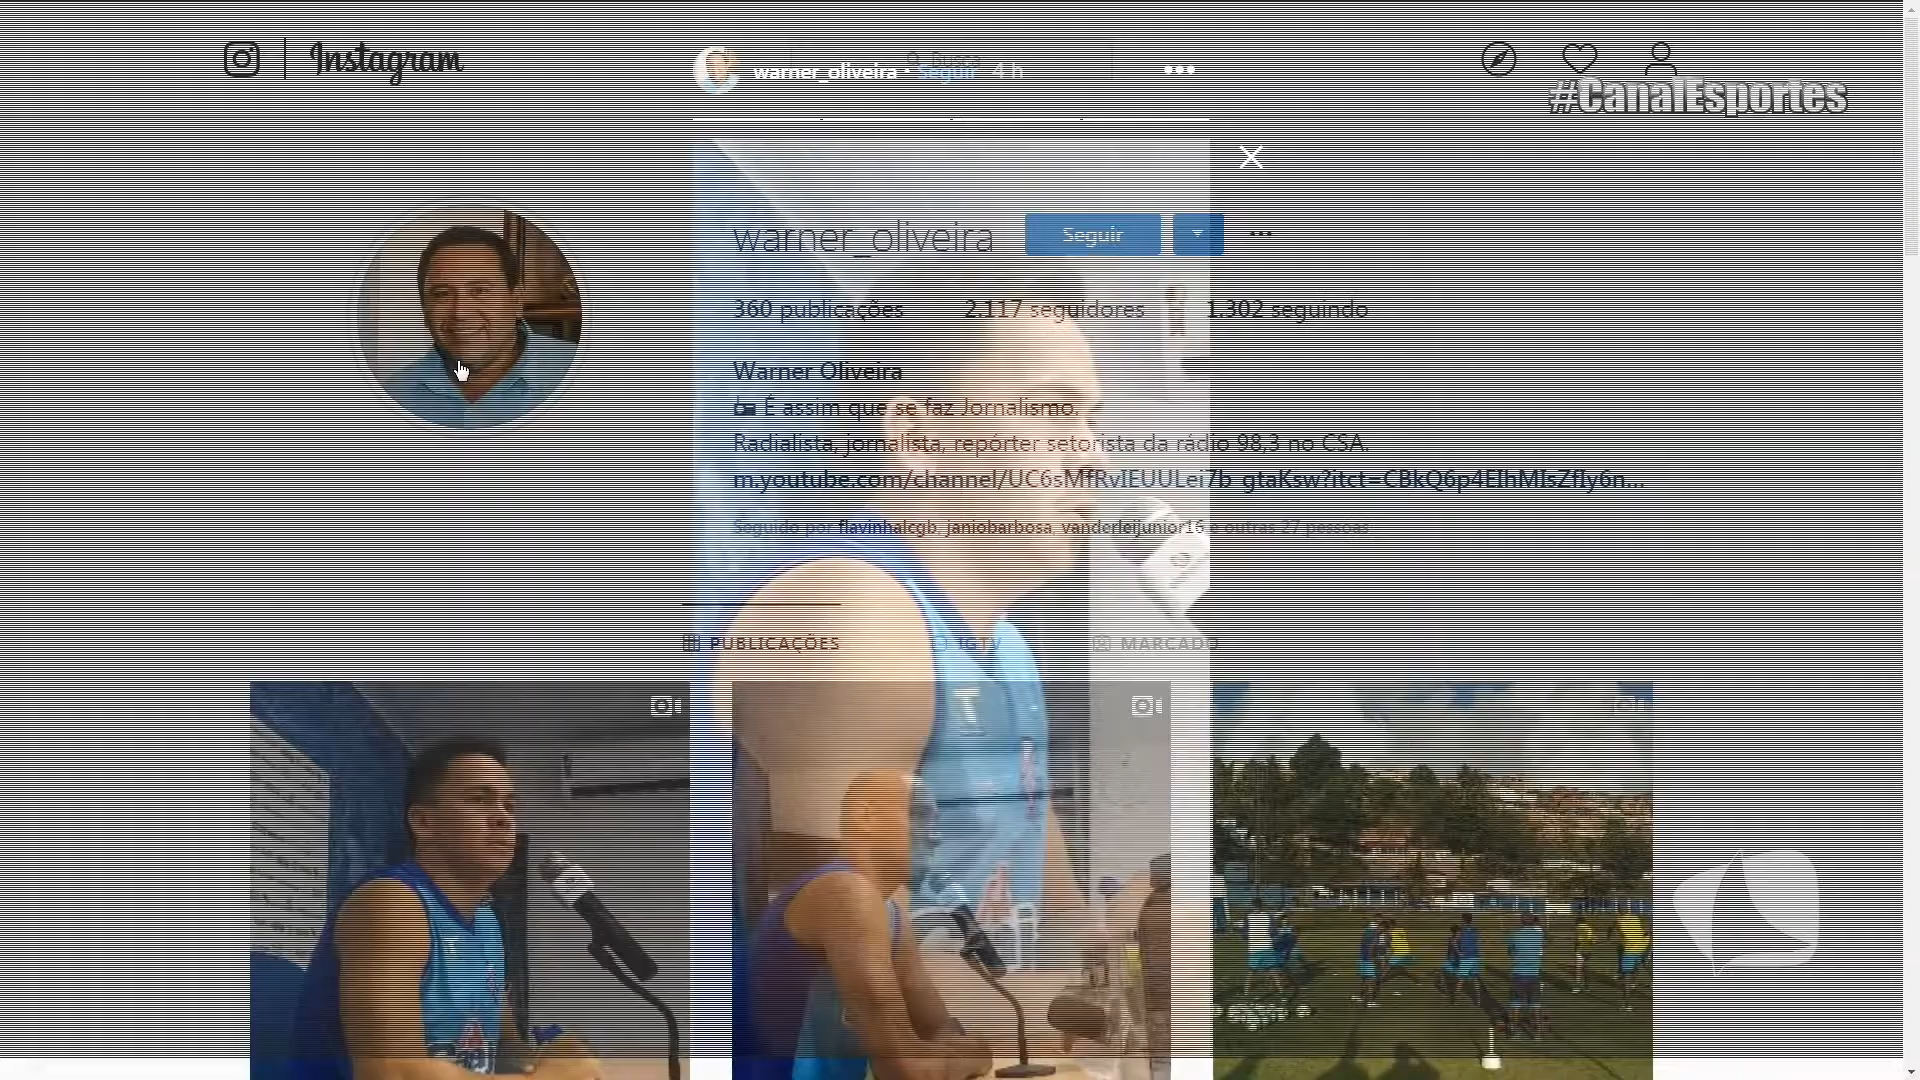 Instagram
warner_oliveira • Seguir 4 h
#CanalEsportes
warner_oliveira Seguir
360 publicações 2.117 seguidores 1.302 seguindo
Warner Oliveira
É assim que se faz Jornalismo.
Radialista, jornalista, repórter setorista da rádio 98,3 no CSA.
m.youtube.com/channel/UC6sMfRvIEUULei7b_gtaKsw?itct=CBkQ6p4EIhMIsZfIy6n...
Seguido por flavinhalcgb, janiobarbosa, vanderleijunior16 e outras 27 pessoas
PUBLICAÇÕES IGTV MARCADO